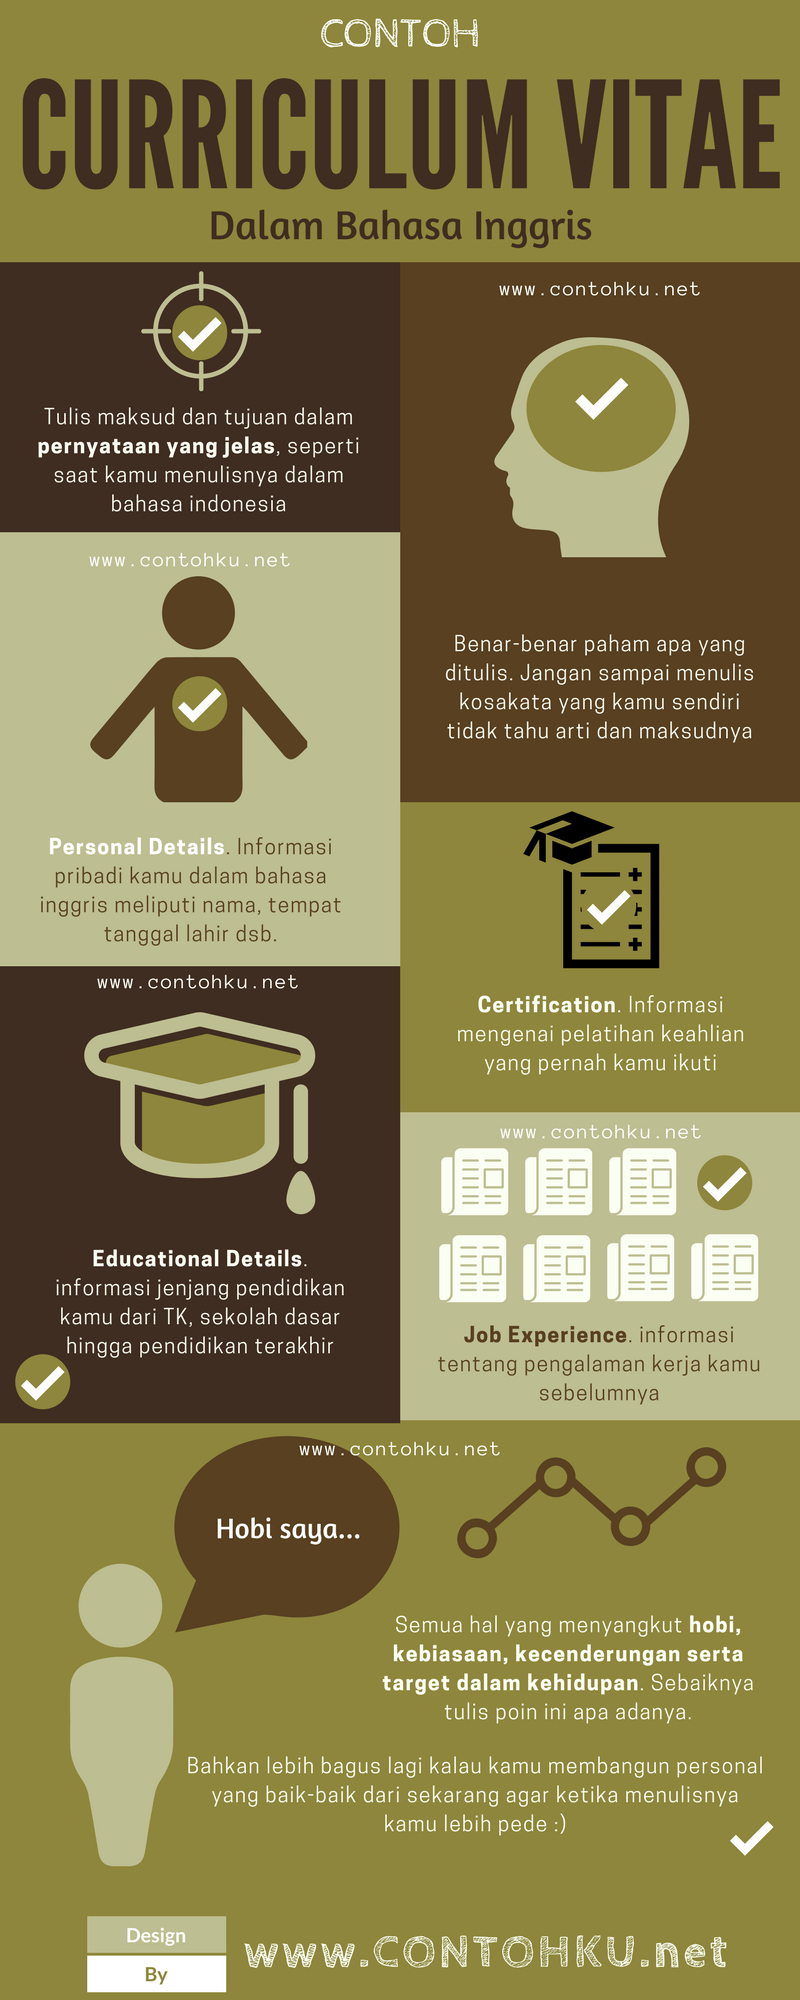 CONTOH
CURRICULUM VITAE
Dalam Bahasa Inggris
Tulis maksud dan tujuan dalam
pernyataan yang jelas, seperti
saat kamu menulisnya dalam
bahasa indonesia
www.contohku.net
Benar-benar paham apa yang
ditulis. Jangan sampai menulis
kosakata yang kamu sendiri
tidak tahu arti dan maksudnya
www.contohku.net
Personal Details. Informasi
pribadi kamu dalam bahasa
inggris meliputi nama, tempat
tanggal lahir dsb.
Certification. Informasi
mengenai pelatihan keahlian
yang pernah kamu ikuti
www.contohku.net
Educational Details.
informasi jenjang pendidikan
kamu dari TK, sekolah dasar
hingga pendidikan terakhir
www.contohku.net
Job Experience. informasi
tentang pengalaman kerja kamu
sebelumnya
www.contohku.net
Hobi saya...
Semua hal yang menyangkut hobi,
kebiasaan, kecenderungan serta
target dalam kehidupan. Sebaiknya
tulis poin ini apa adanya.
Bahkan lebih bagus lagi kalau kamu membangun personal
yang baik-baik dari sekarang agar ketika menulisnya
kamu lebih pede :)
Design
By
www.CONTOHKU.net